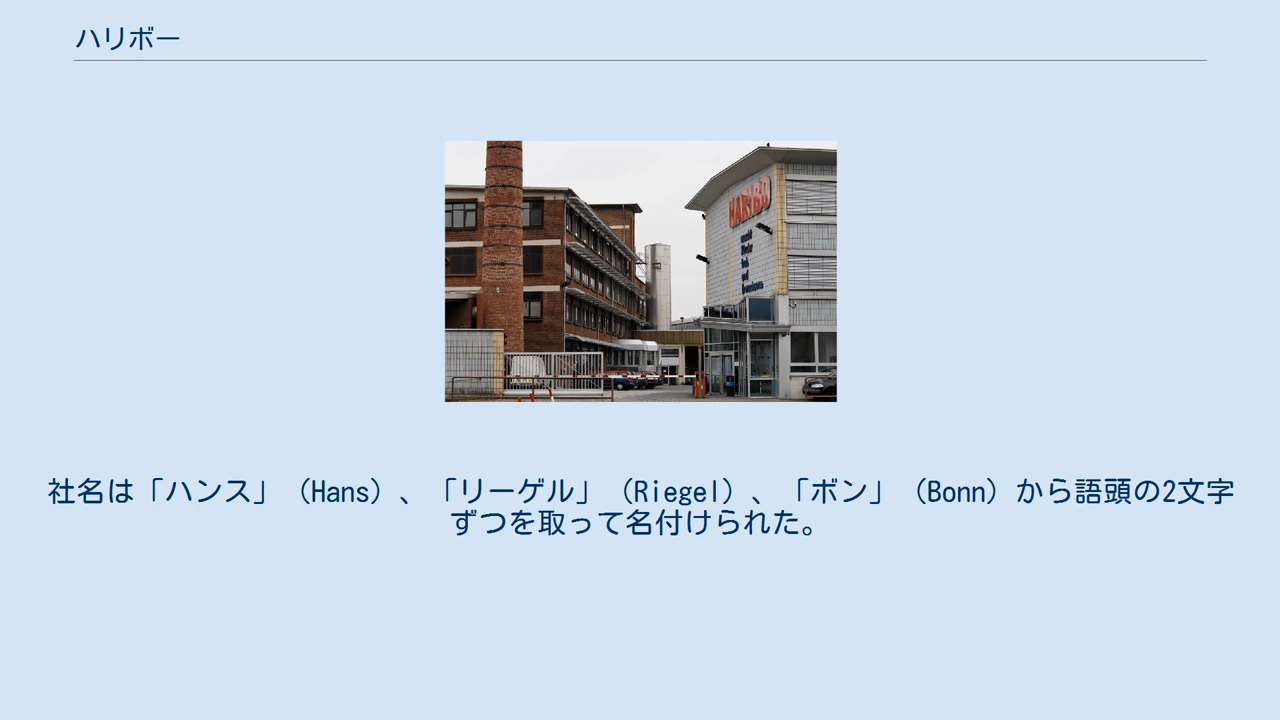 ハリボー
HARIBO
社名は「ハンス」（Hans）、「リーゲル」（Riegel）、「ボン」（Bonn）から語頭の2文字
ずつを取って名付けられた。